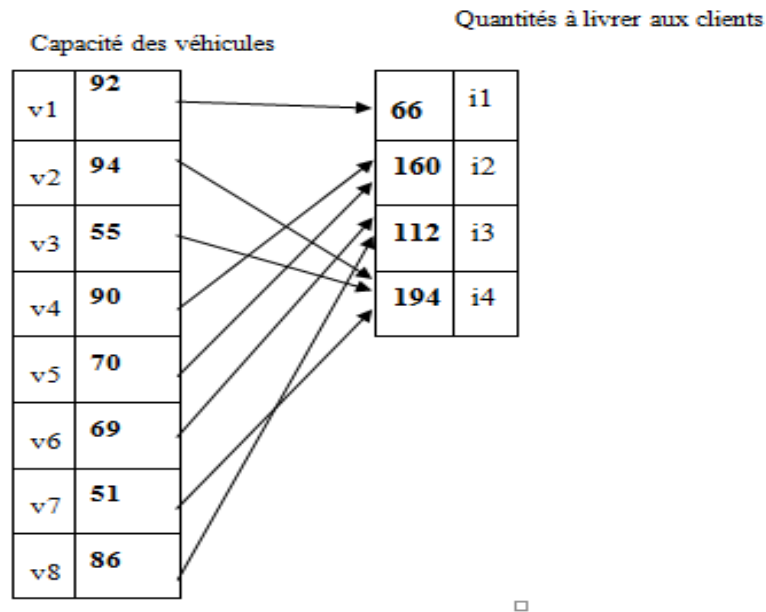 Quantités à livrer aux clients
Capacité des véhicules
v1 92 66 i1
v2 94 160 i2
v3 55 112 i3
v4 90 194 i4
v5 70
v6 69
v7 51
v8 86